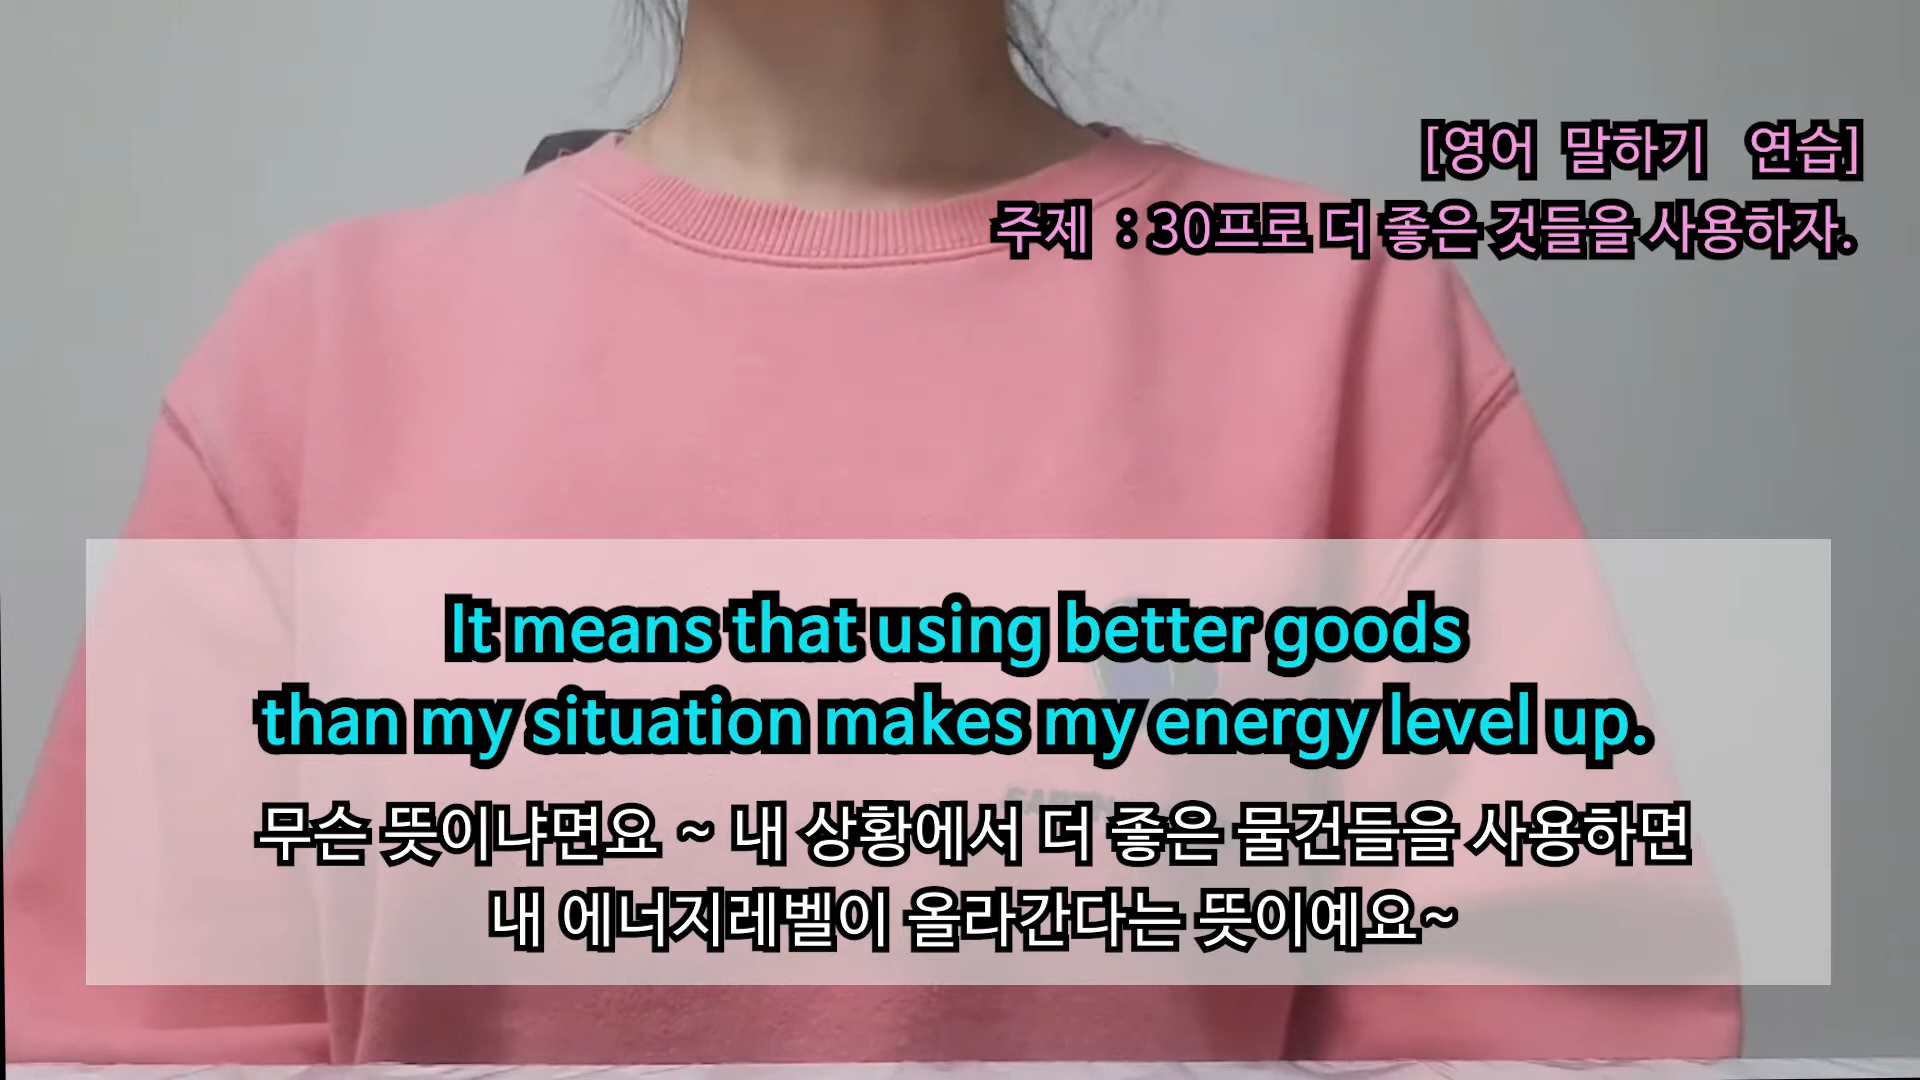 [영어 말하기 연습]
주제 : 30프로 더 좋은 것들을 사용하자.
It means that using better goods
than my situation makes my energy level up.
무슨 뜻이냐면요 ~ 내 상황에서 더 좋은 물건들을 사용하면
내 에너지레벨이 올라간다는 뜻이예요~